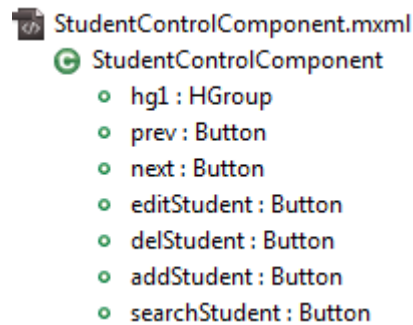 StudentControlComponent.mxml
StudentControlComponent
hg1 : HGroup
prev : Button
next : Button
editStudent : Button
delStudent : Button
addStudent : Button
searchStudent : Button